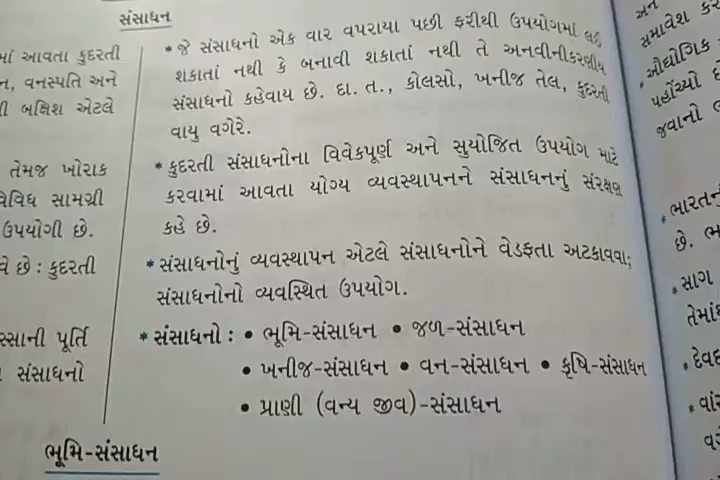 સંસાધન
માં આવતા કુદરતી
વનસ્પતિ અને
બક્ષિશ એટલે
તેમજ ખોરાક
વિવિધ સામગ્રી
ઉપયોગી છે.
છે : કુદરતી
પૂર્તિ
સંસાધનો
* જે સંસાધનો એક વાર વપરાયા પછી ફરીથી ઉપયોગમાં લઈ
શકાતાં નથી કે બનાવી શકાતાં નથી તે અનવીનીકરણીય
સંસાધનો કહેવાય છે. દા. ત., કોલસો, ખનીજ તેલ, કુદરતી
વાયુ વગેરે.
* કુદરતી સંસાધનોના વિવેકપૂર્ણ અને સુયોજિત ઉપયોગ માટે
કરવામાં આવતા યોગ્ય વ્યવસ્થાપનને સંસાધનનું સંરક્ષણ
કહે છે.
* સંસાધનોનું વ્યવસ્થાપન એટલે સંસાધનોને વેડફતા અટકાવવા;
સંસાધનોનો વ્યવસ્થિત ઉપયોગ.
* સંસાધનો : • ભૂમિ-સંસાધન • જળ-સંસાધન
• ખનીજ-સંસાધન • વન-સંસાધન • કૃષિ-સંસાધન
• પ્રાણી (વન્ય જીવ)-સંસાધન
ભૂમિ-સંસાધન
અને
સમાવેશ
* ઔદ્યોગિક
પહોંચ્યો
જવાનો
છે.
* સાગ